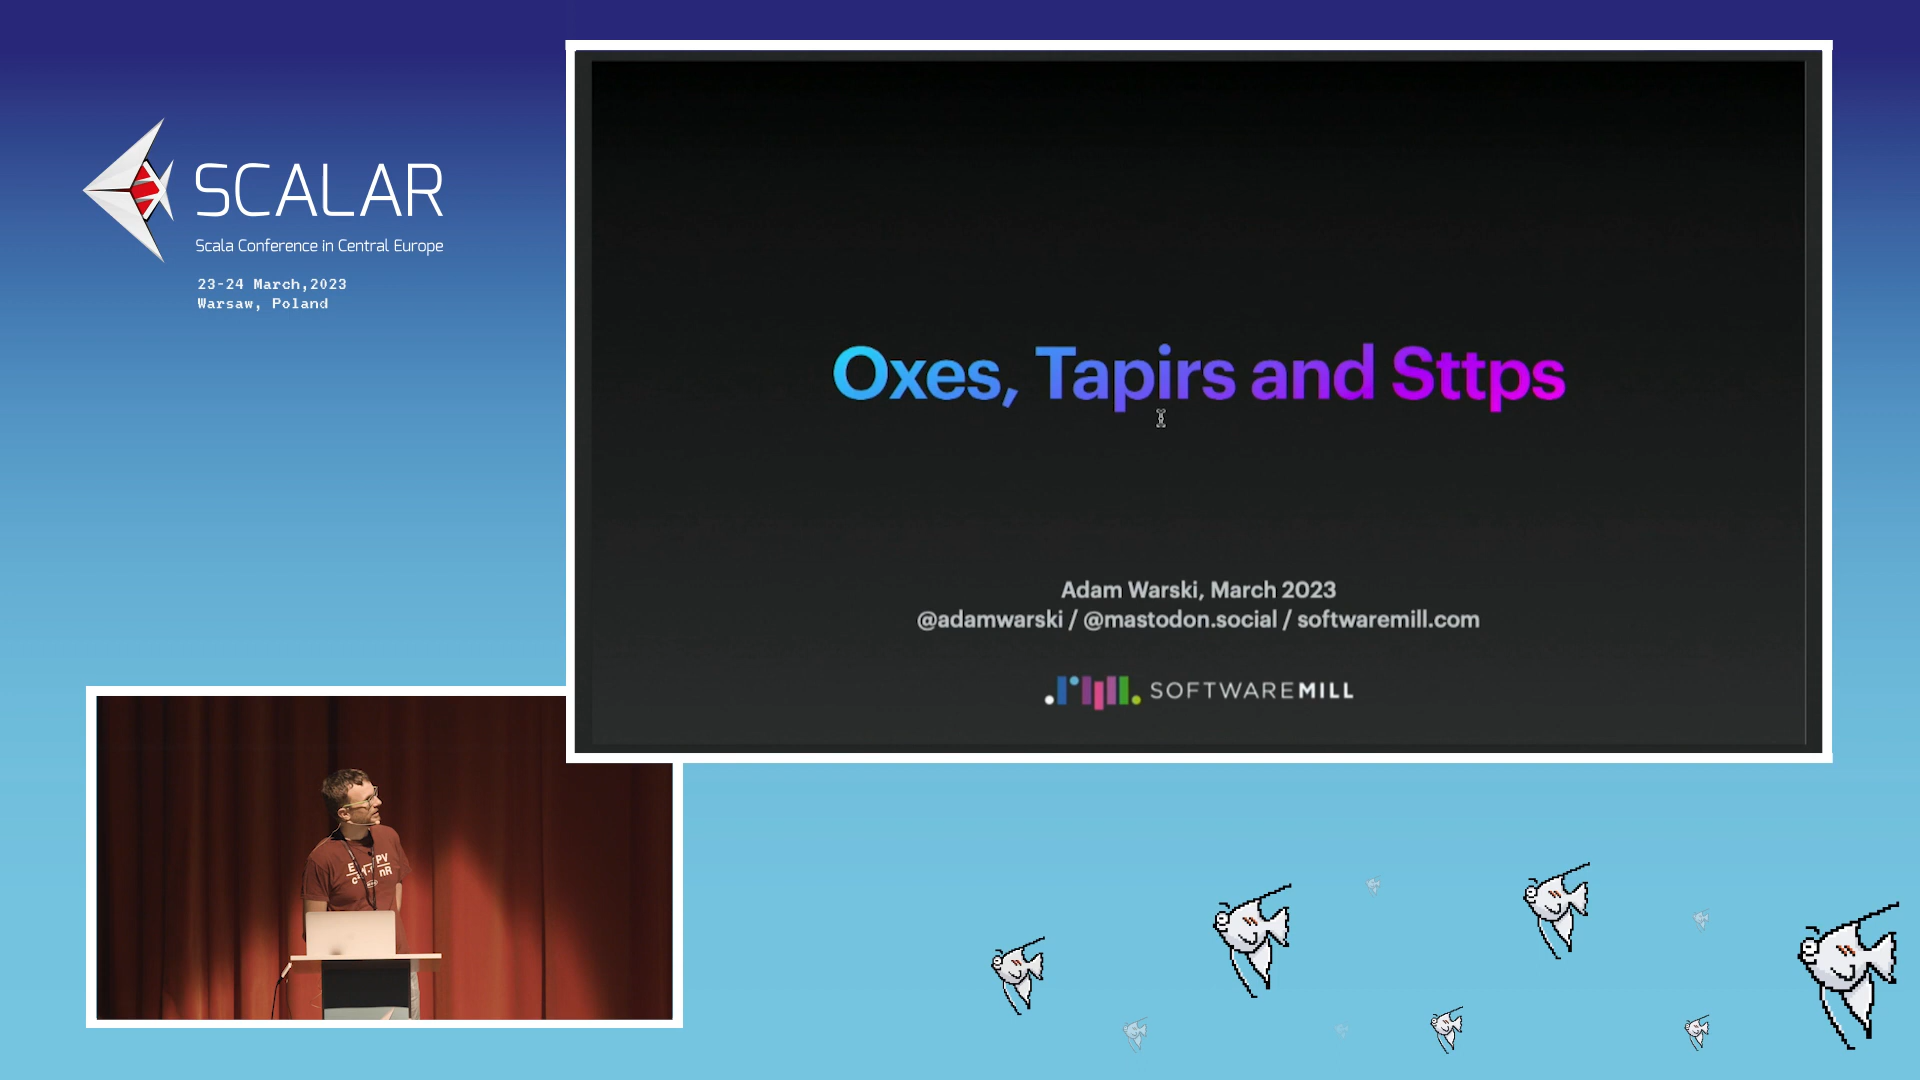 SCALAR
Scala Conference in Central Europe
23-24 March,2023
Warsaw, Poland
Oxes, Tapirs and Sttps
Adam Warski, March 2023
@adamwarski / @mastodon.social / softwaremill.com
SOFTWAREMILL